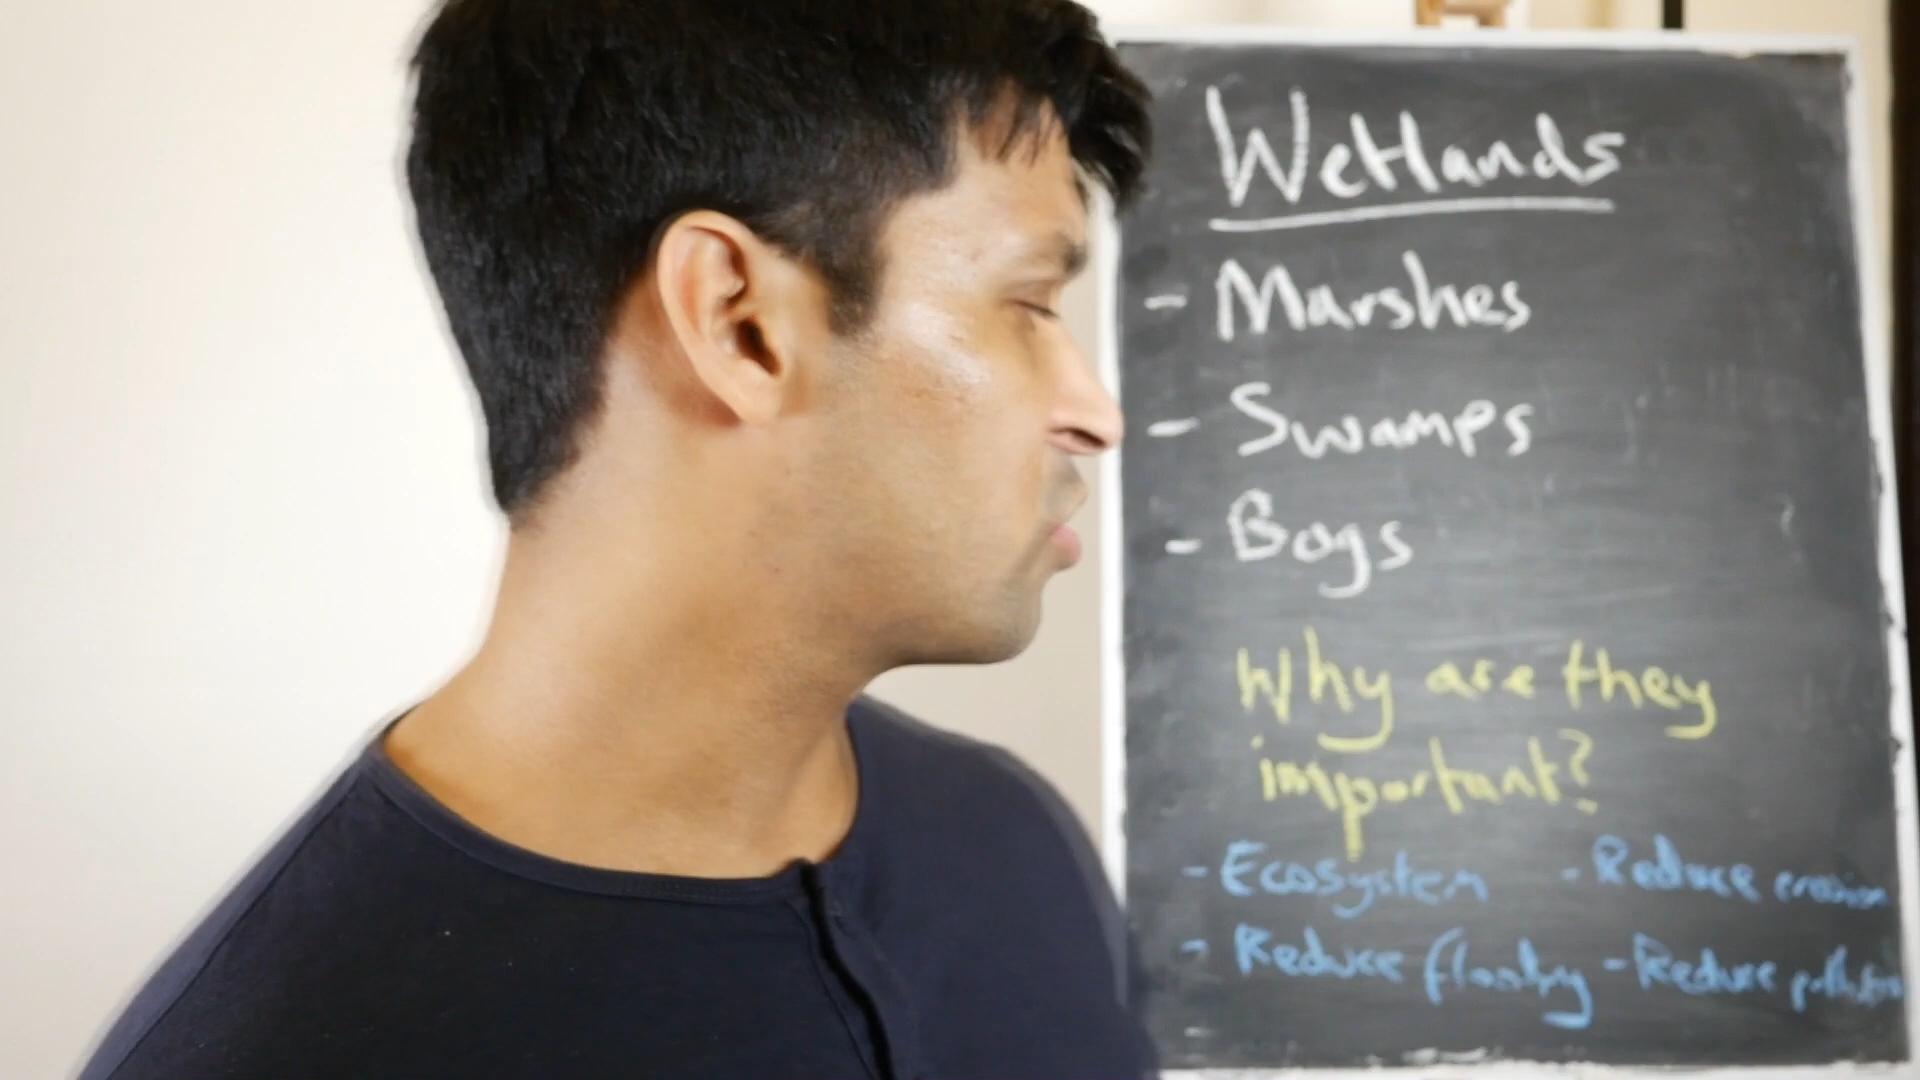 Wetlands
- Marshes
- Swamps
- Bogs
Why are they
important?
- Ecosystem - Reduce erosion
- Reduce flooding - Reduce pollution